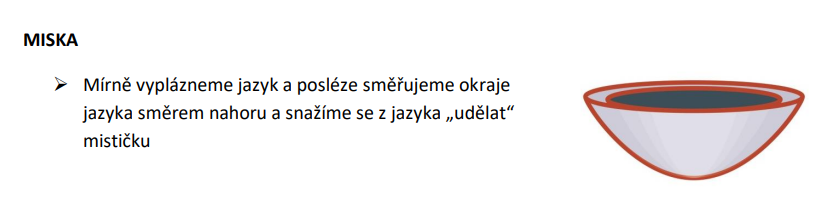 MISKA
➢ Mírně vyplázneme jazyk a posléze směřujeme okraje
jazyka směrem nahoru a snažíme se z jazyka „udělat“
mističku